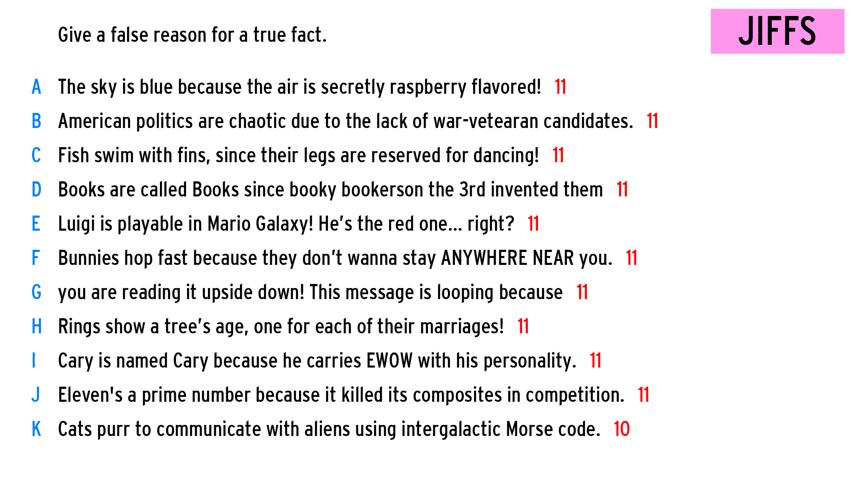 Give a false reason for a true fact.
JIFFS
A The sky is blue because the air is secretly raspberry flavored! 11
B American politics are chaotic due to the lack of war-vetearan candidates. 11
C Fish swim with fins, since their legs are reserved for dancing! 11
D Books are called Books since booky bookerson the 3rd invented them 11
E Luigi is playable in Mario Galaxy! He's the red one... right? 11
F Bunnies hop fast because they don't wanna stay ANYWHERE NEAR you. 11
G you are reading it upside down! This message is looping because 11
H Rings show a tree's age, one for each of their marriages! 11
I Cary is named Cary because he carries EWOW with his personality. 11
J Eleven's a prime number because it killed its composites in competition. 11
K Cats purr to communicate with aliens using intergalactic Morse code. 10